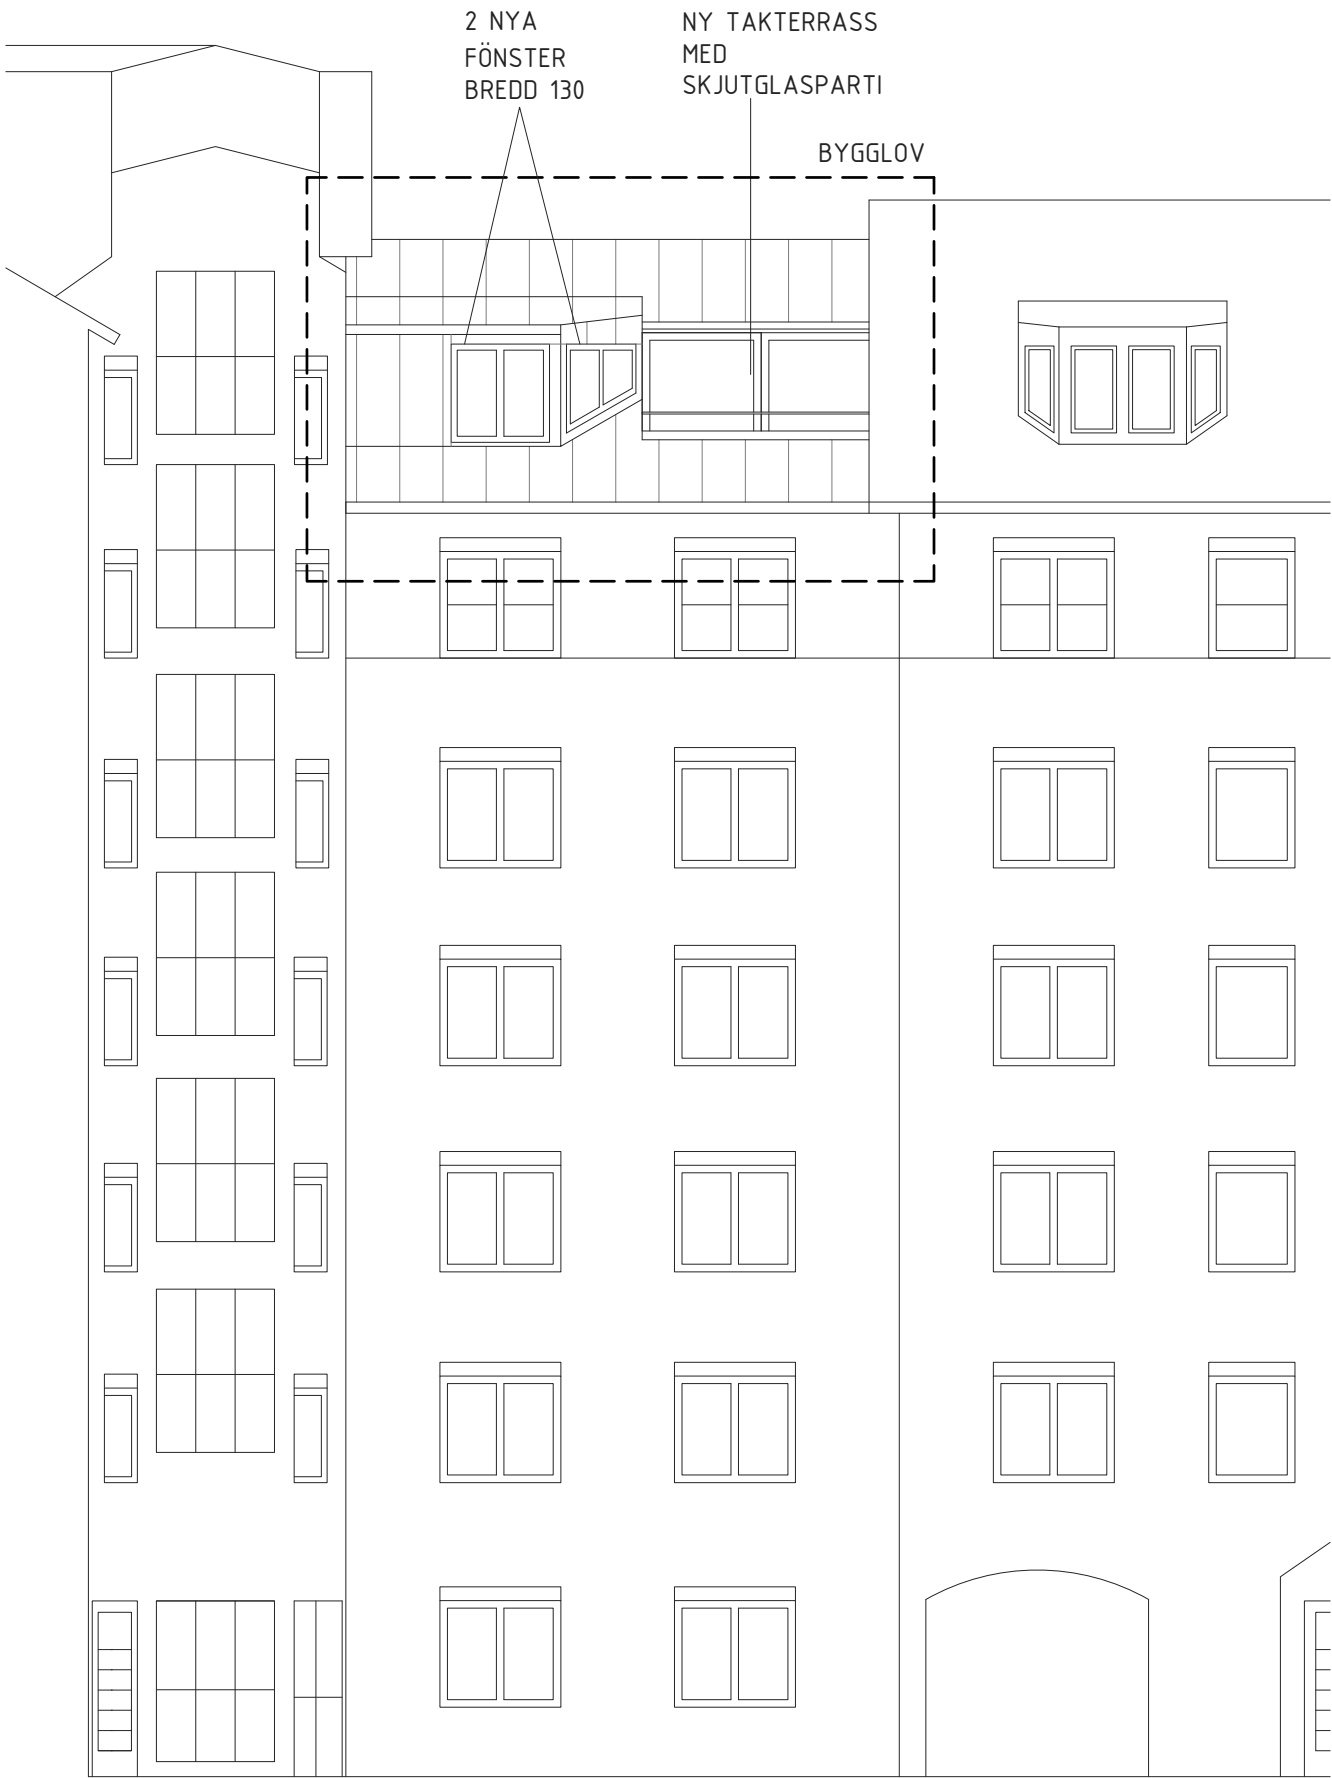 2 NYA
FÖNSTER
BREDD 130
NY TAKTERRASS
MED
SKJUTGLASPARTI
BYGGLOV